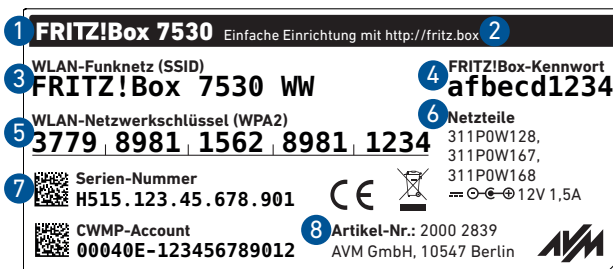 1 FRITZ!Box 7530 Einfache Einrichtung mit http://fritz.box 2
WLAN-Funknetz (SSID)
3 FRITZ!Box 7530 WW
4 FRITZ!Box-Kennwort
afbecd1234
5 WLAN-Netzwerkschlüssel (WPA2)
3779 8981 1562 8981 1234
6 Netzteile
311P0W128,
311P0W167,
311P0W168
12V 1,5A
7 Serien-Nummer
H515.123.45.678.901
CE
CWMP-Account
00040E-123456789012
8 Artikel-Nr.: 2000 2839
AVM GmbH, 10547 Berlin
AVM